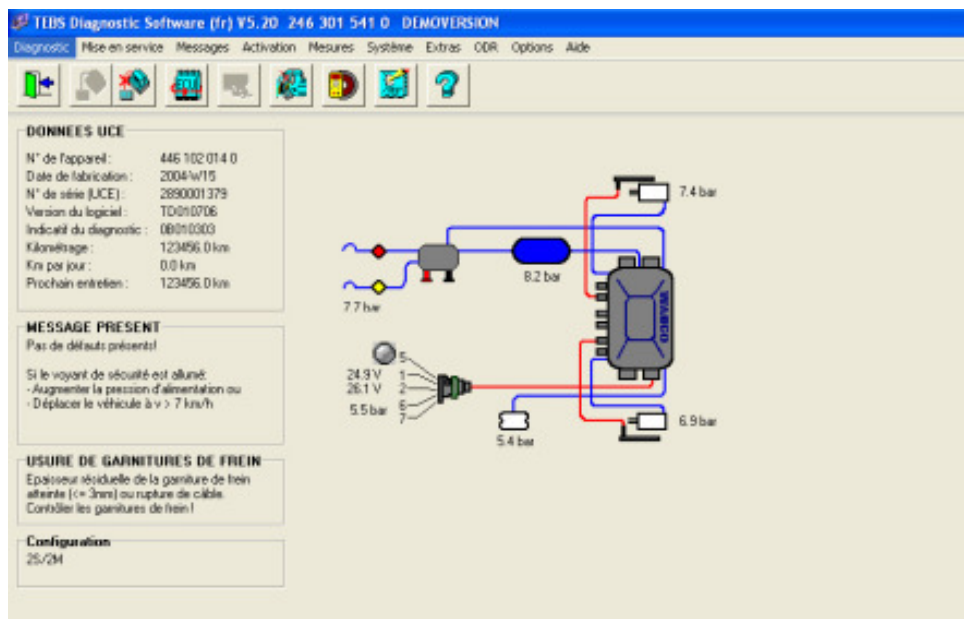 TEBS Diagnostic Software (fr) V5.20 246 301 541 0 DEMOVERSION
Diagnostic Mise en service Messages Activation Mesures Système Extras ODR Options Aide
ECU
DONNEES UCE
N° de l'appareil: 446 102 014 0
Date de fabrication: 2004-W15
N° de série (UCE): 2890001379
Version du logiciel: TD010706
Indicatif du diagnostic: 0B010303
Kilométrage: 123456.0 km
Km par jour: 0.0 km
Prochain entretien: 123456.0 km
MESSAGE PRESENT
Pas de défauts présents!
Si le voyant de sécurité est allumé:
- Augmenter la pression d'alimentation ou
- Déplacer le véhicule à v > 7 km/h
USURE DE GARNITURES DE FREIN
Epaisseur résiduelle de la garniture de frein
atteinte (<= 3mm) ou rupture de câble.
Contrôler les garnitures de frein !
Configuration
2S/2M
7.4 bar
8.2 bar
7.7 bar
WABCO
5
24.9 V 1
26.1 V 2
5.5 bar 6
7
5.4 bar
6.9 bar